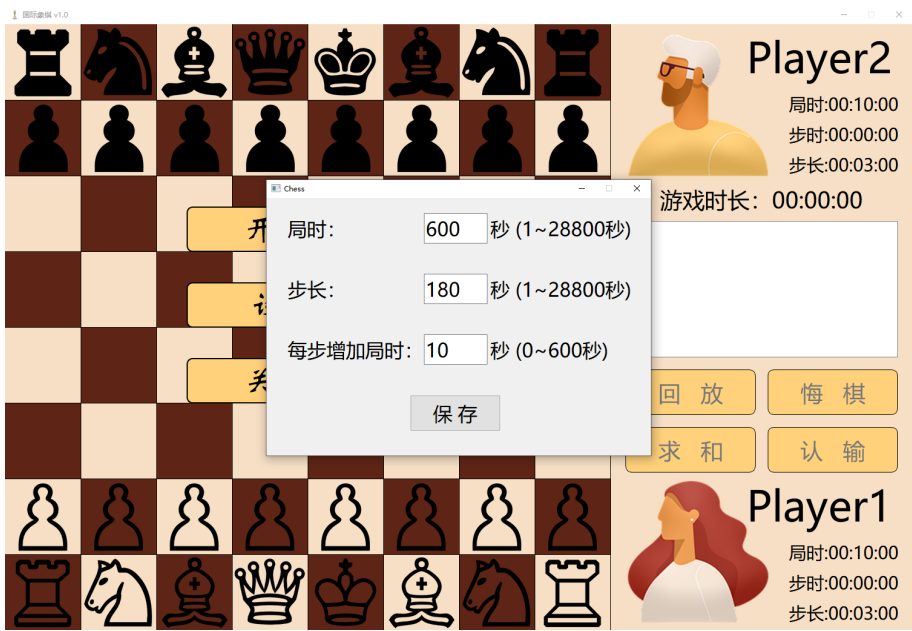 国际象棋 v1.0
Player2
局时:00:10:00
步时:00:00:00
步长:00:03:00
游戏时长：00:00:00
Chess
局时： 600 秒 (1~28800秒)
步长： 180 秒 (1~28800秒)
每步增加局时： 10 秒 (0~600秒)
保存
开
关
回 放 悔 棋
求 和 认 输
Player1
局时:00:10:00
步时:00:00:00
步长:00:03:00